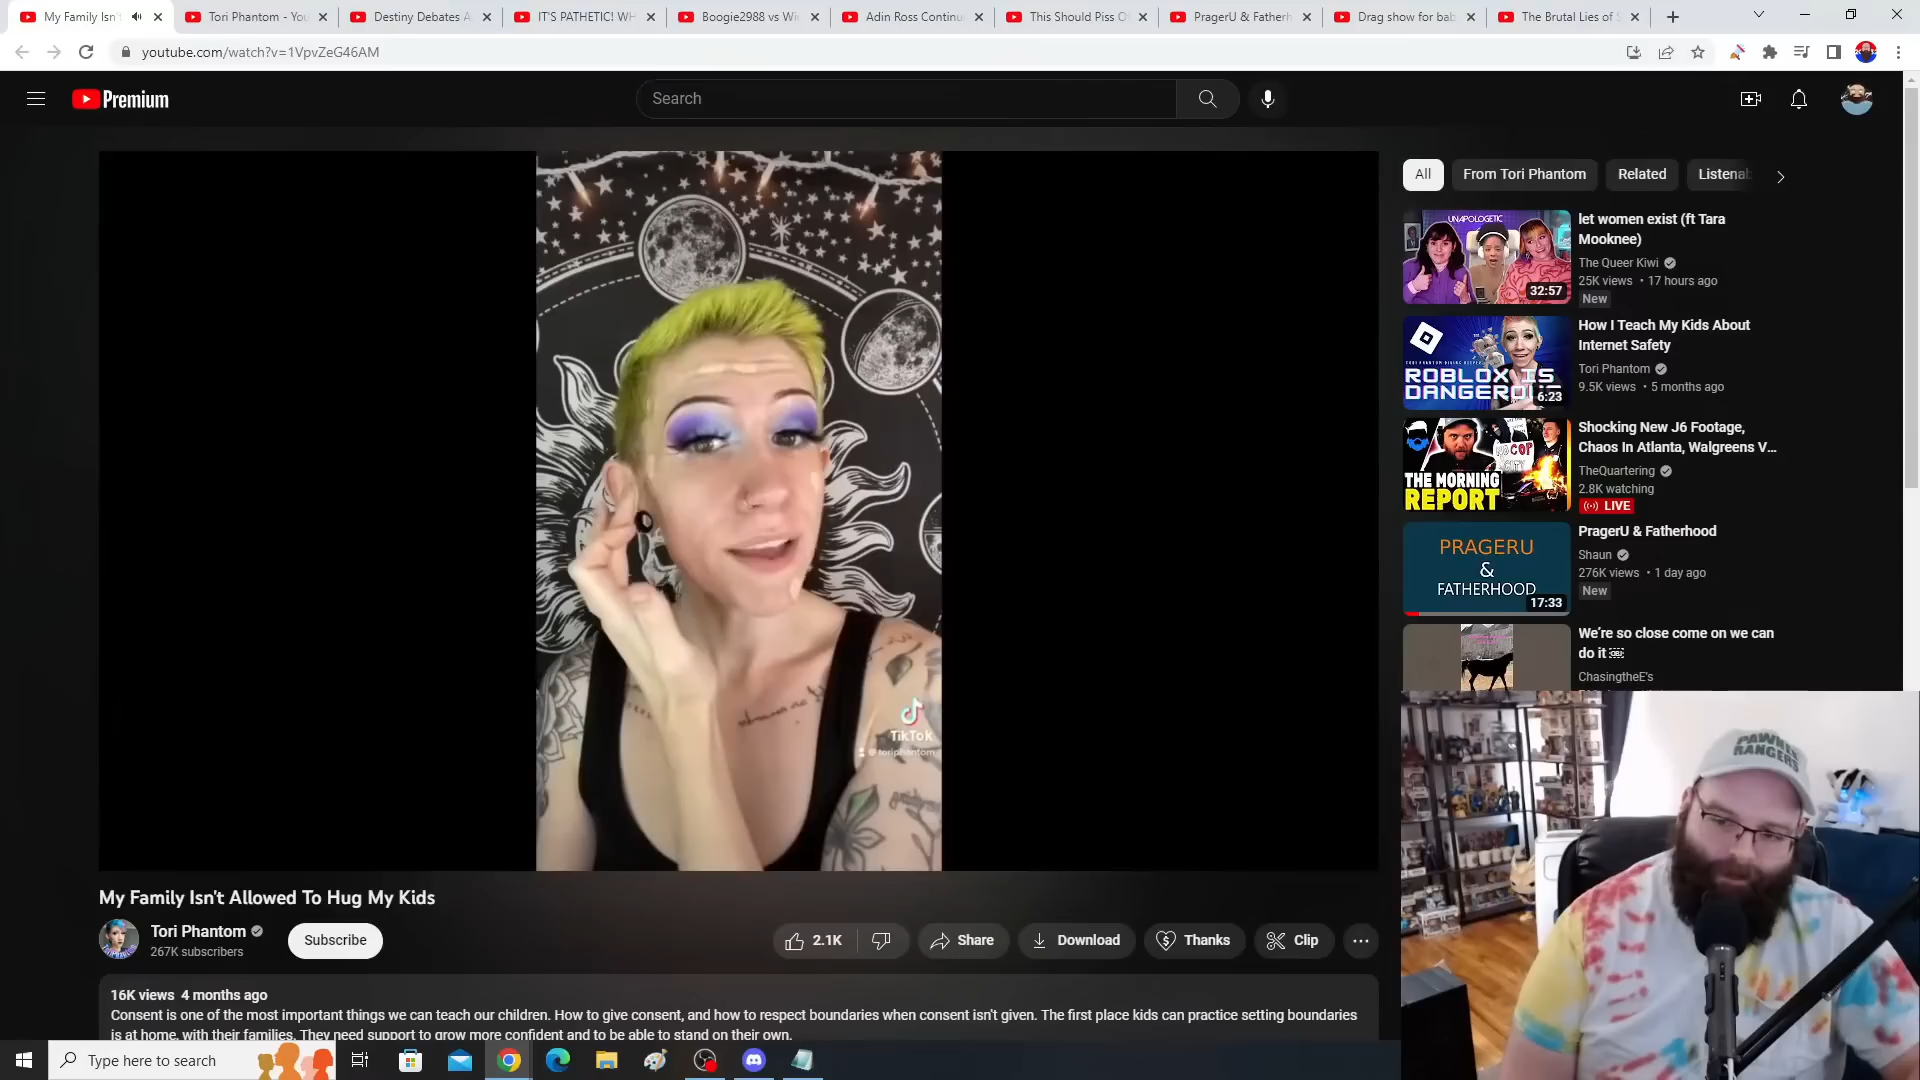 My Family Isn't
Tori Phantom - You
Destiny Debates A
IT'S PATHETIC! WH
Boogie2988 vs Wi
Adin Ross Continu
This Should Piss O
PragerU & Fatherh
Drag show for bab
The Brutal Lies of S
youtube.com/watch?v=1VpvZeG46AM
Premium
Search
All
From Tori Phantom
Related
Listenab
UNAPOLOGETIC
32:57
let women exist (ft Tara
Mooknee)
The Queer Kiwi
25K views • 17 hours ago
New
ROBLOX IS
DANGEROUS
6:23
How I Teach My Kids About
Internet Safety
Tori Phantom
9.5K views • 5 months ago
COP
CITY
THE MORNING
REPORT
Shocking New J6 Footage,
Chaos In Atlanta, Walgreens V...
TheQuartering
2.8K watching
LIVE
PRAGERU
&
FATHERHOOD
17:33
PragerU & Fatherhood
Shaun
276K views • 1 day ago
New
We're so close come on we can
do it
ChasingtheE's
TikTok
@toriphantom
PAWNEE
RANGERS
My Family Isn't Allowed To Hug My Kids
Tori Phantom
267K subscribers
Subscribe
2.1K
Share
Download
Thanks
Clip
16K views 4 months ago
Consent is one of the most important things we can teach our children. How to give consent, and how to respect boundaries when consent isn't given. The first place kids can practice setting boundaries
is at home, with their families. They need support to grow more confident and to be able to stand on their own.
Type here to search